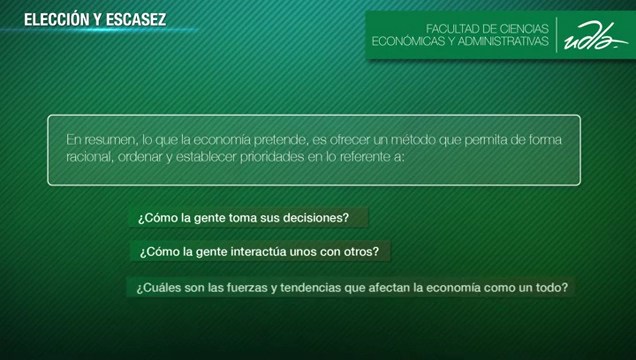 ELECCIÓN Y ESCASEZ
FACULTAD DE CIENCIAS
ECONÓMICAS Y ADMINISTRATIVAS
udla-
En resumen, lo que la economía pretende, es ofrecer un método que permita de forma
racional, ordenar y establecer prioridades en lo referente a:
¿Cómo la gente toma sus decisiones?
¿Cómo la gente interactúa unos con otros?
¿Cuáles son las fuerzas y tendencias que afectan la economía como un todo?